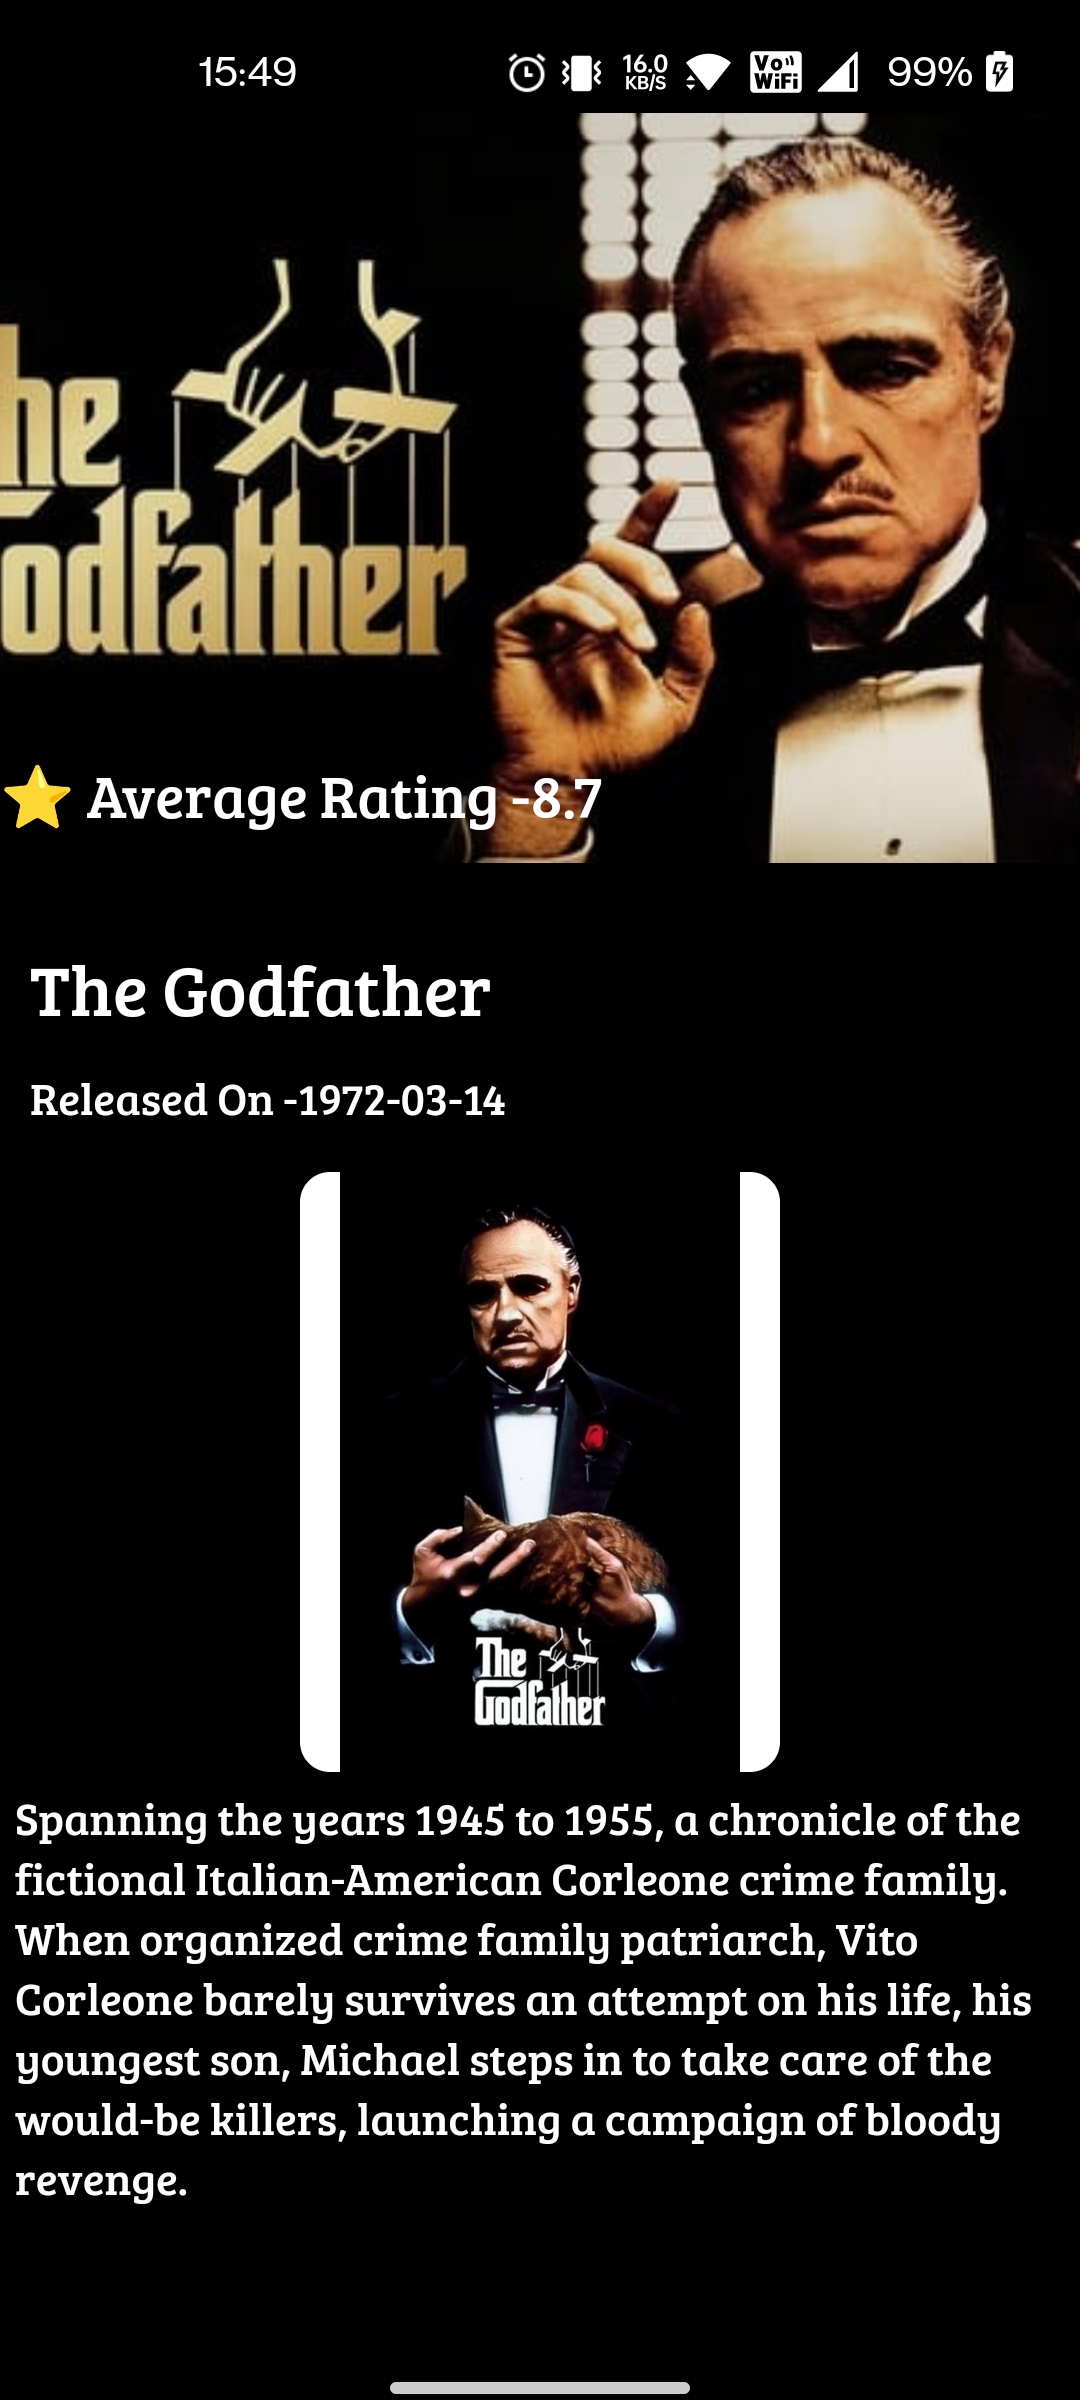 15:49 16.0 KB/S Vo WiFi 99%
he
odfather
⭐ Average Rating -8.7
The Godfather
Released On -1972-03-14
The
Godfather
Spanning the years 1945 to 1955, a chronicle of the
fictional Italian-American Corleone crime family.
When organized crime family patriarch, Vito
Corleone barely survives an attempt on his life, his
youngest son, Michael steps in to take care of the
would-be killers, launching a campaign of bloody
revenge.